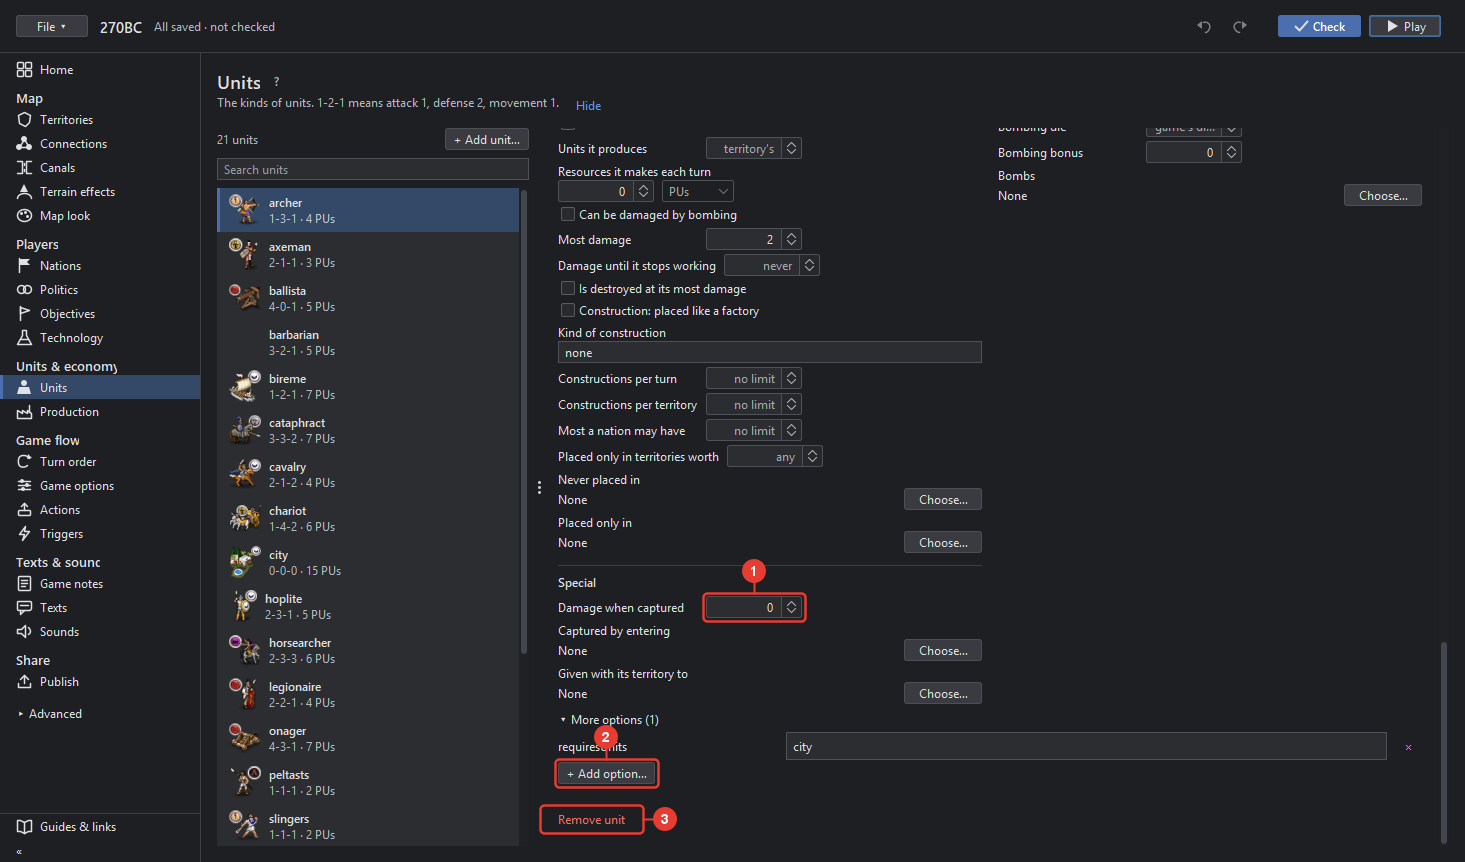 File ▾
270BC
All saved · not checked
Check
Play
Home
Map
Territories
Connections
Canals
Terrain effects
Map look
Players
Nations
Politics
Objectives
Technology
Units & economy
Units
Production
Game flow
Turn order
Game options
Actions
Triggers
Texts & sounc
Game notes
Texts
Sounds
Share
Publish
▸ Advanced
Guides & links
«
Units ?
The kinds of units. 1-2-1 means attack 1, defense 2, movement 1. Hide
21 units
+ Add unit...
Search units
archer
1-3-1 · 4 PUs
axeman
2-1-1 · 3 PUs
ballista
4-0-1 · 5 PUs
barbarian
3-2-1 · 5 PUs
bireme
1-2-1 · 7 PUs
cataphract
3-3-2 · 7 PUs
cavalry
2-1-2 · 4 PUs
chariot
1-4-2 · 6 PUs
city
0-0-0 · 15 PUs
hoplite
2-3-1 · 5 PUs
horsearcher
2-3-3 · 6 PUs
legionaire
2-2-1 · 4 PUs
onager
4-3-1 · 7 PUs
peltasts
1-1-1 · 2 PUs
slingers
1-1-1 · 2 PUs
Units it produces territory's
Resources it makes each turn
0 PUs
Can be damaged by bombing
Most damage 2
Damage until it stops working never
Is destroyed at its most damage
Construction: placed like a factory
Kind of construction
none
Constructions per turn no limit
Constructions per territory no limit
Most a nation may have no limit
Placed only in territories worth any
Never placed in
None Choose...
Placed only in
None Choose...
Special
1
Damage when captured 0
Captured by entering
None Choose...
Given with its territory to
None Choose...
▾ More options (1)
2
city ×
+ Add option...
Remove unit 3
Bombing die game's di...
Bombing bonus 0
Bombs
None Choose...